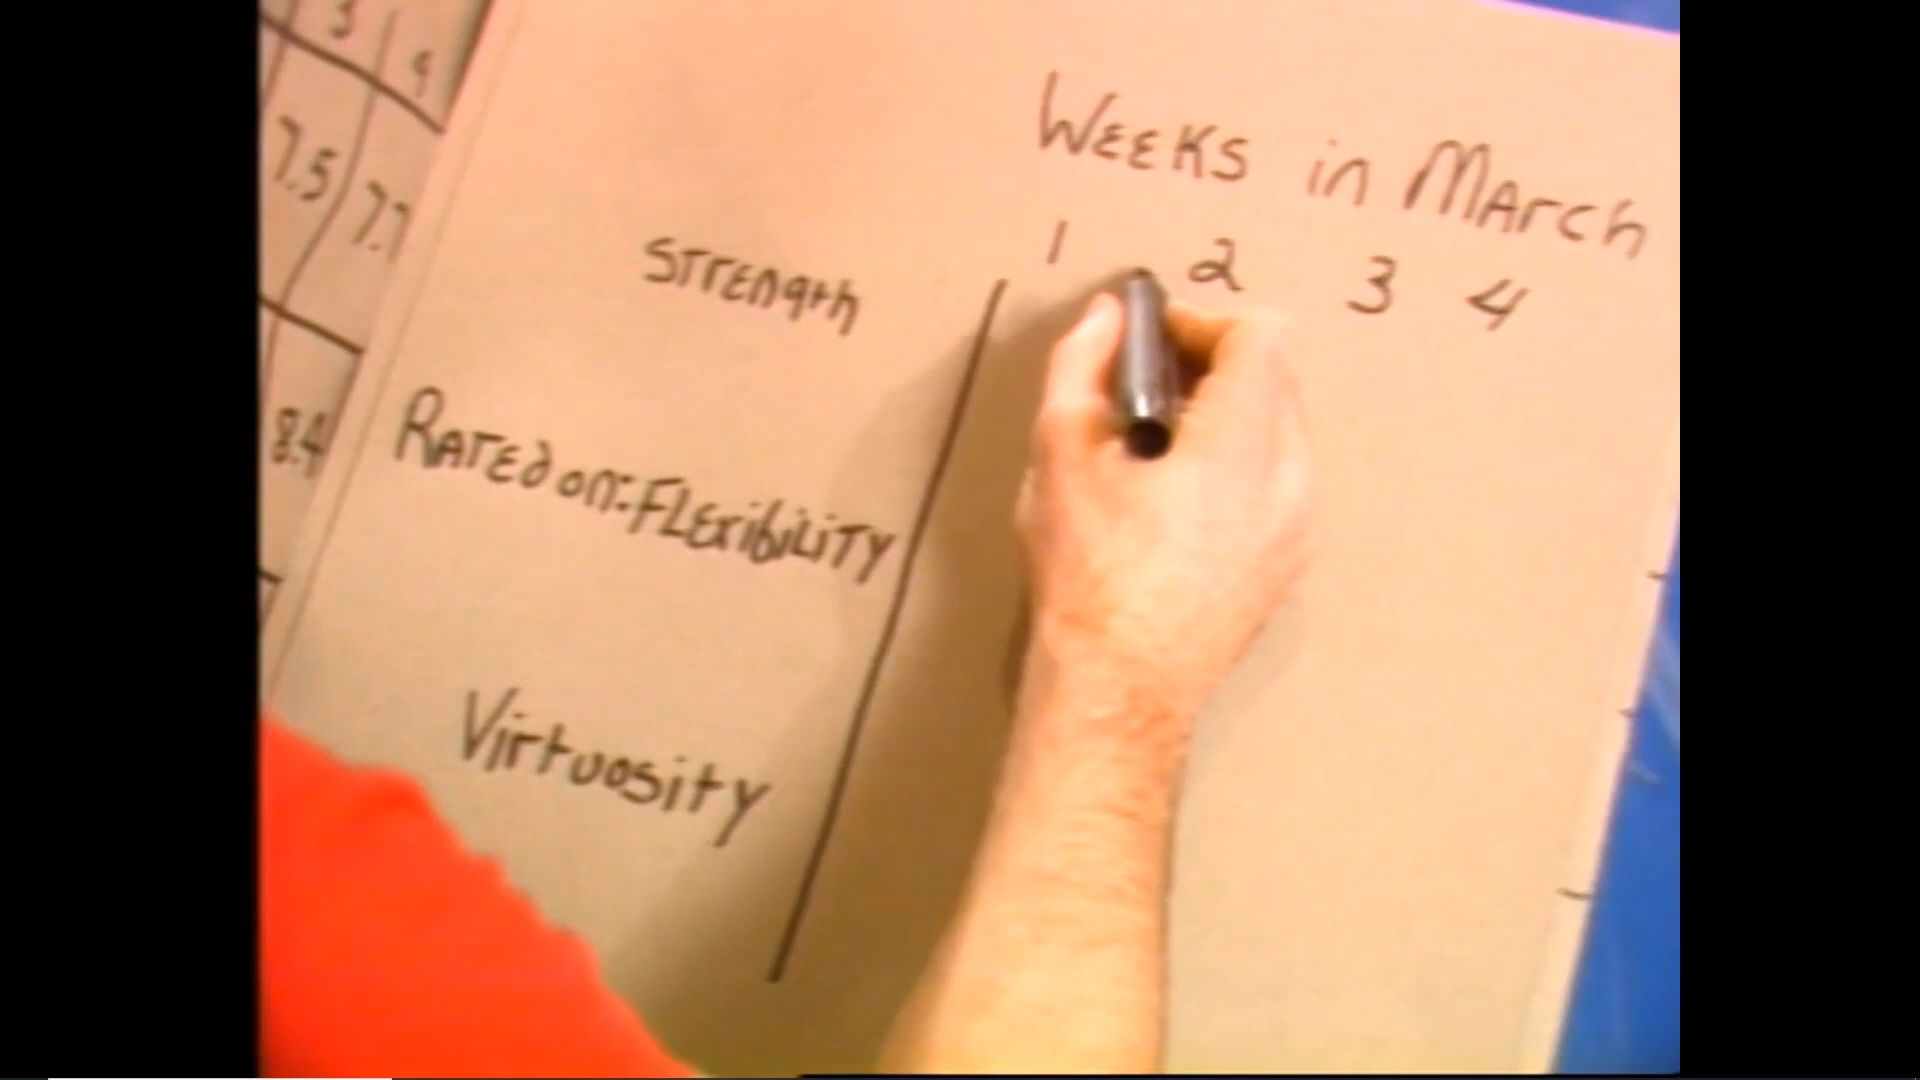 3 4
7.5 7.7
8.4
WEEKS in MArch
1 2 3 4
STrEngth
RATEd on: FLExibiLiTY
Virtuosity